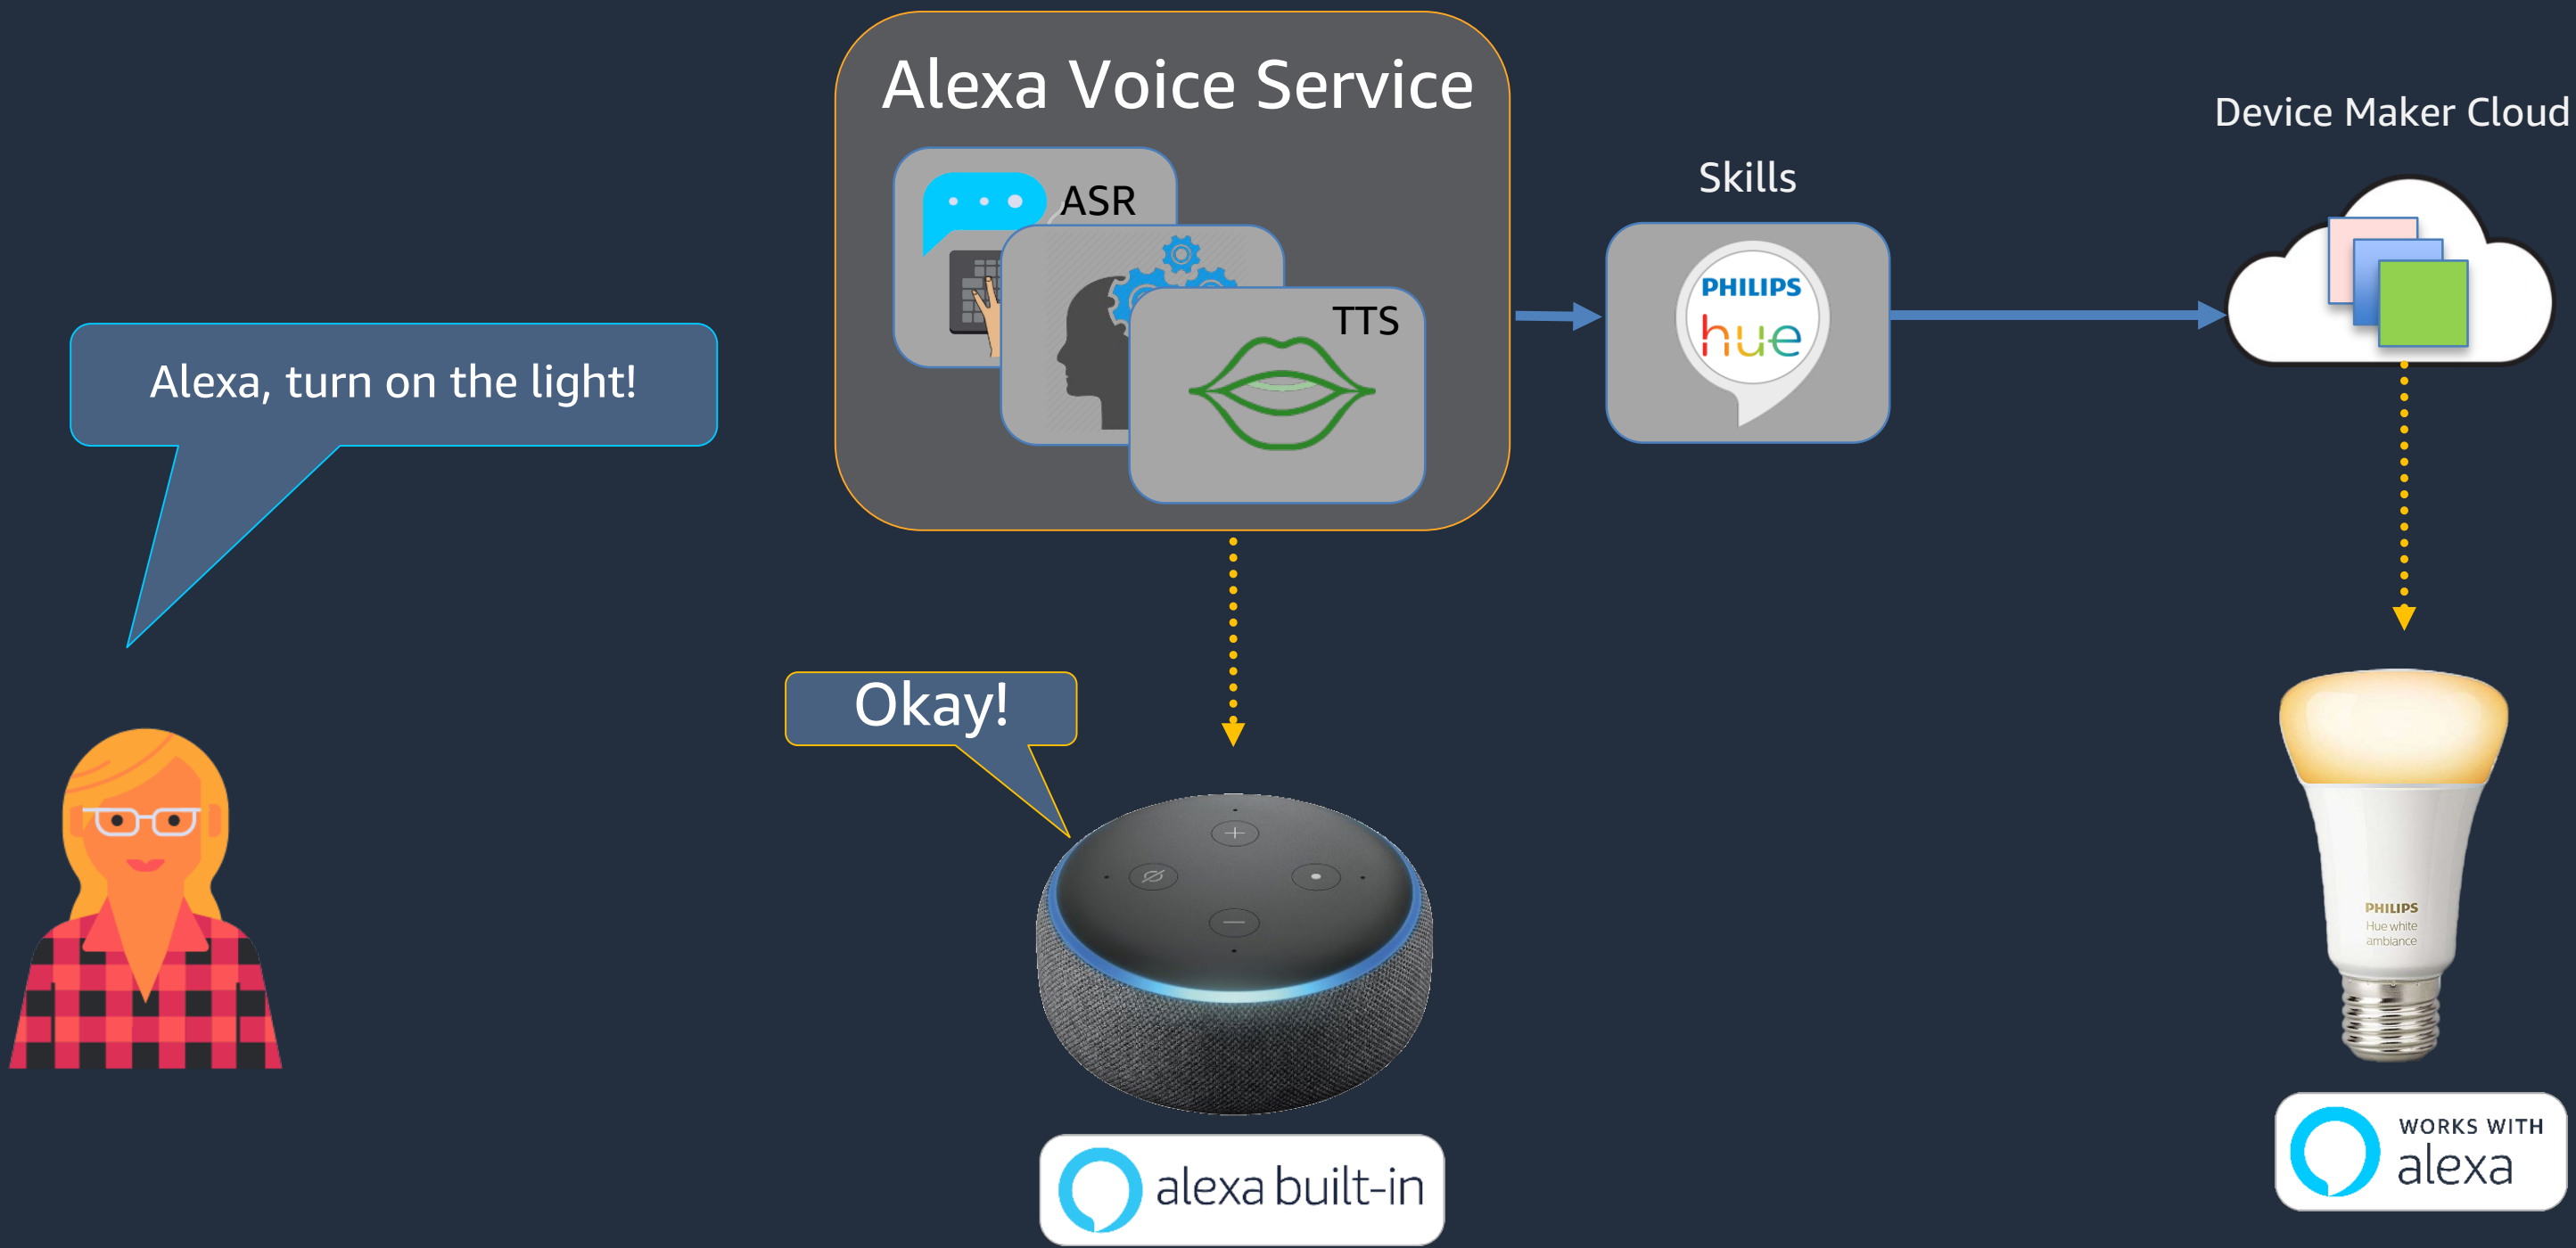 Alexa Voice Service
Device Maker Cloud
Skills
ASR
TTS
PHILIPS
hue
Alexa, turn on the light!
Okay!
PHILIPS
Hue white
ambiance
alexa built-in
WORKS WITH
alexa